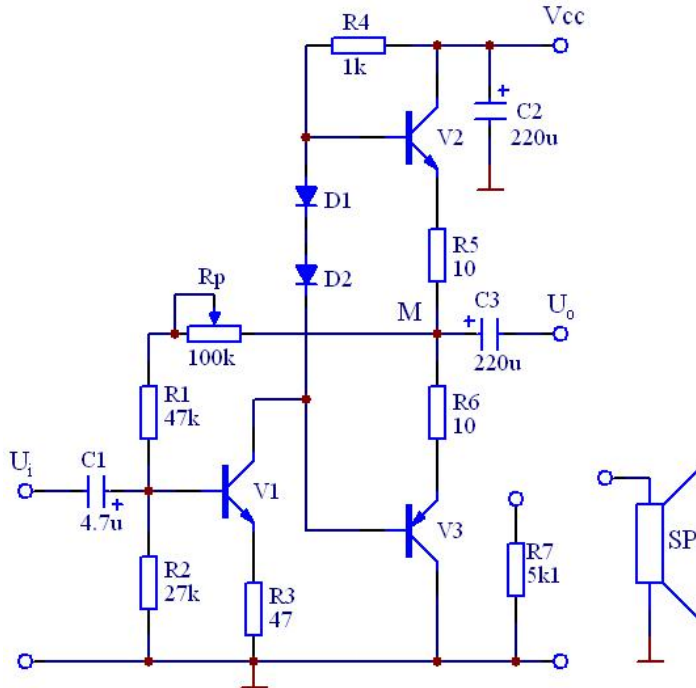 R4
Vcc
1k
+
C2
220u
V2
D1
R5
10
D2
Rp
M
+
C3
Uo
100k
220u
R1
47k
R6
10
Ui
C1
+
4.7u
V1
V3
R7
5k1
SP
R2
27k
R3
47